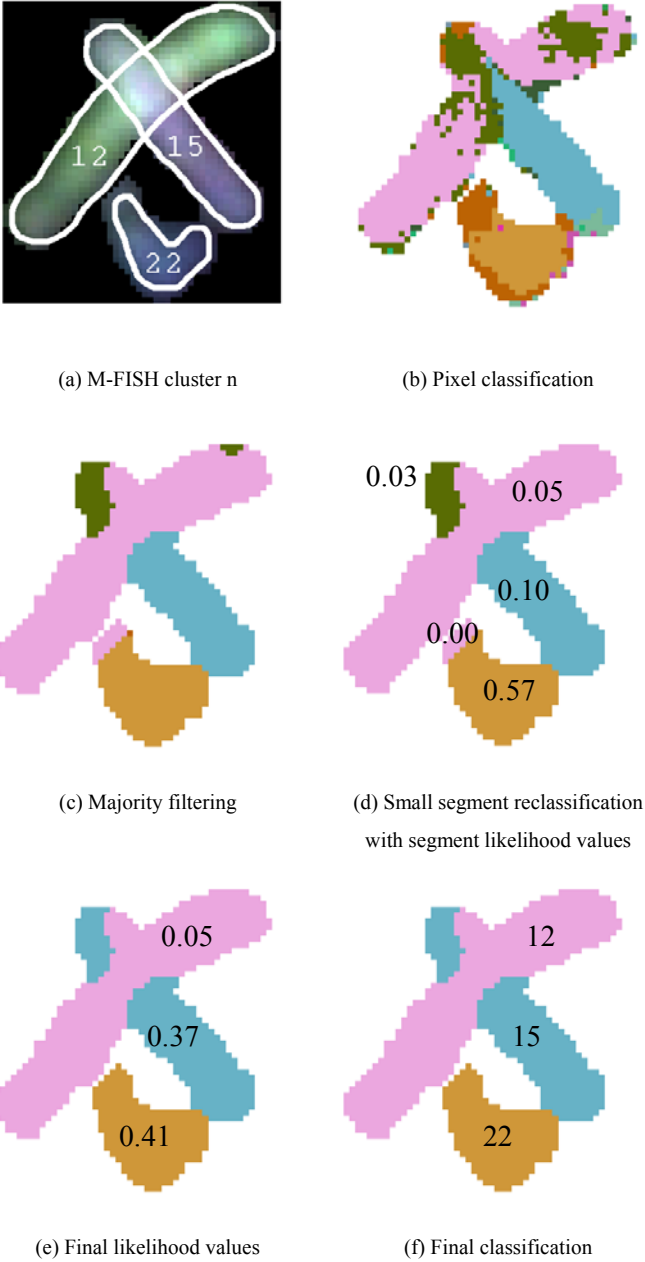 12
15
22
(a) M-FISH cluster n
(b) Pixel classification
0.03
0.05
0.10
0.00
0.57
(c) Majority filtering
(d) Small segment reclassification
with segment likelihood values
0.05
0.37
0.41
12
15
22
(e) Final likelihood values
(f) Final classification